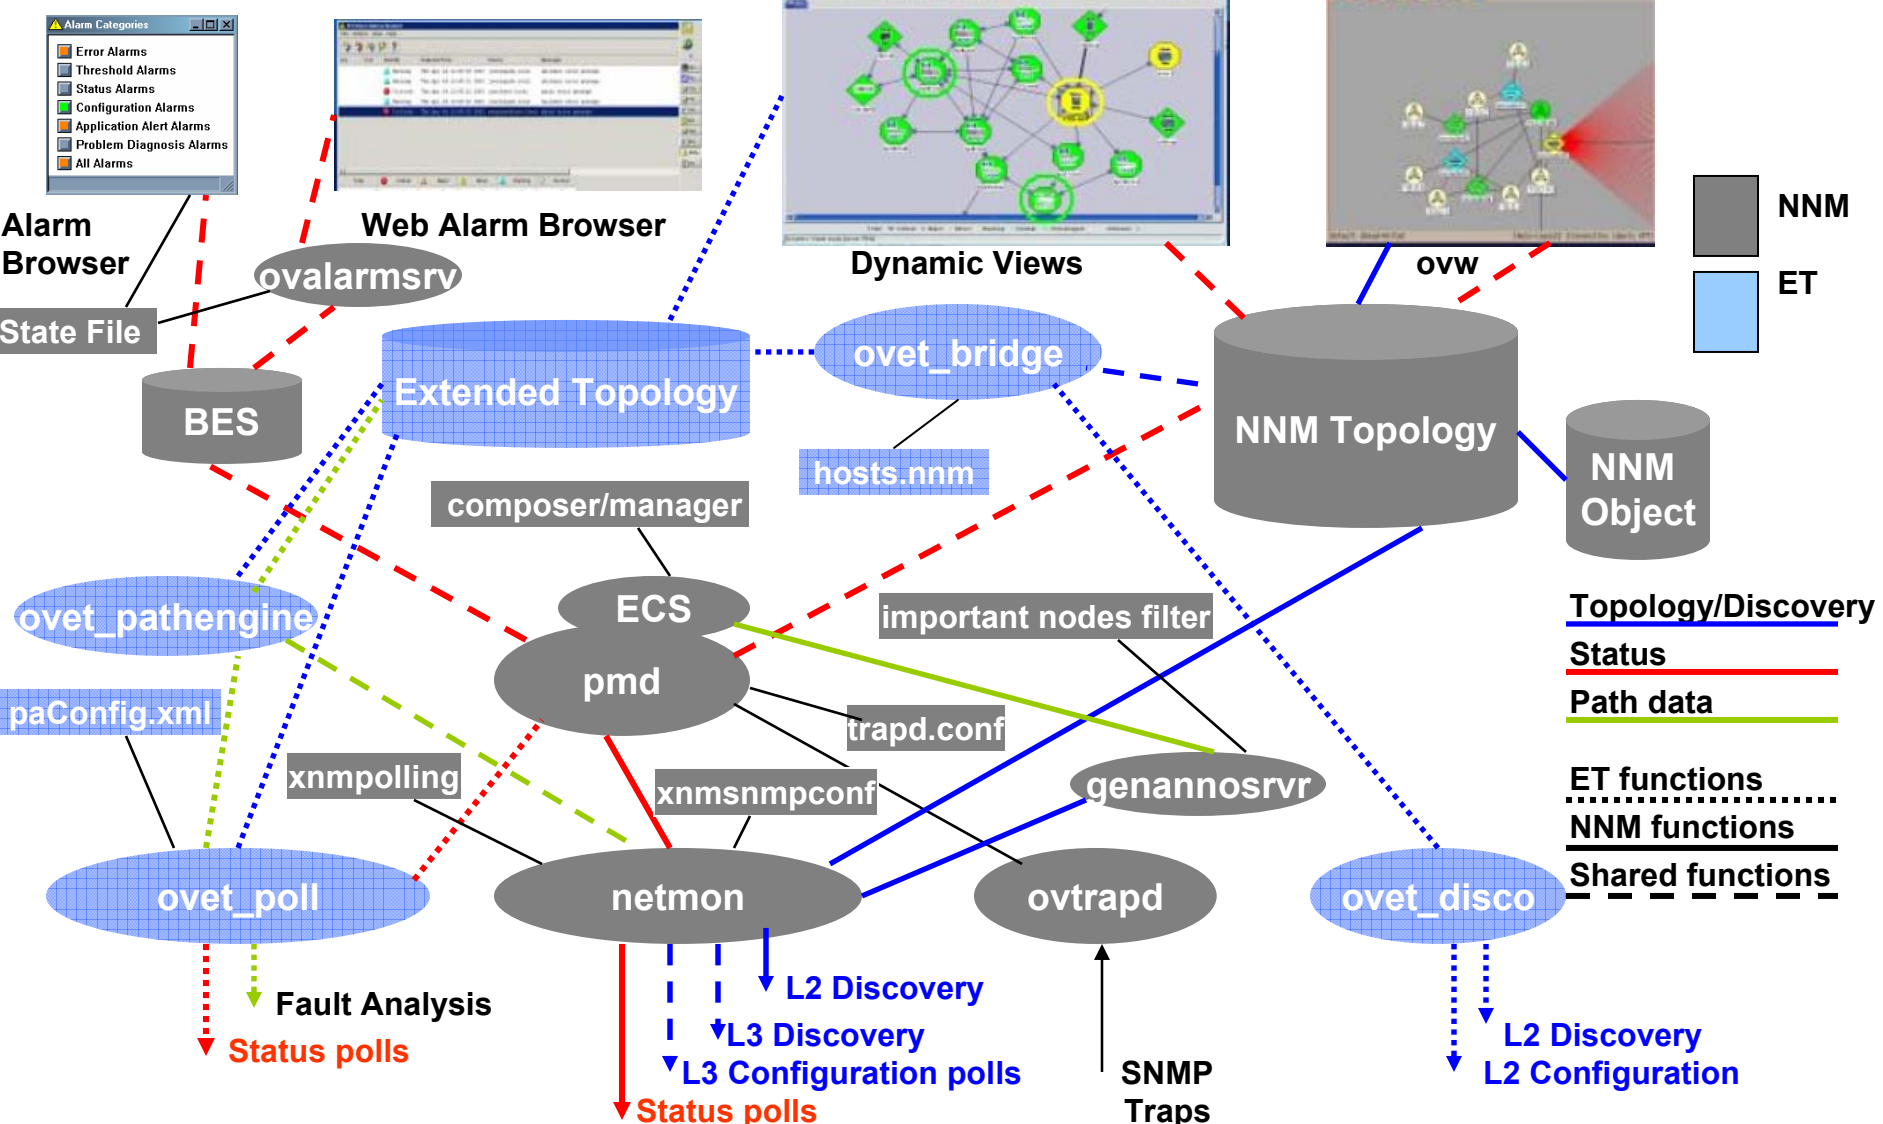 Alarm Categories
Error Alarms
Threshold Alarms
Status Alarms
Configuration Alarms
Application Alert Alarms
Problem Diagnosis Alarms
All Alarms
Alarm
Browser
Web Alarm Browser
Dynamic Views
ovw
NNM
ET
State File
ovalarmsrv
BES
Extended Topology
ovet_bridge
hosts.nnm
NNM Topology
NNM
Object
composer/manager
ECS
pmd
important nodes filter
ovet_pathengine
paConfig.xml
trapd.conf
xnmpolling
xnmsnmpconf
genannosrvr
Topology/Discovery
Status
Path data
ET functions
NNM functions
Shared functions
ovet_poll
netmon
ovtrapd
ovet_disco
Fault Analysis
Status polls
L2 Discovery
L3 Discovery
L3 Configuration polls
Status polls
SNMP
Traps
L2 Discovery
L2 Configuration